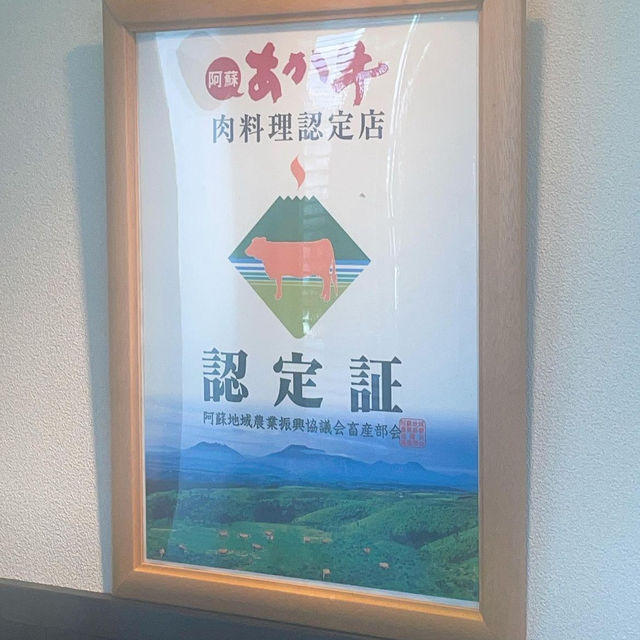 阿蘇 あか牛
肉料理認定店
認定証
阿蘇地域農業振興協議会畜産部会